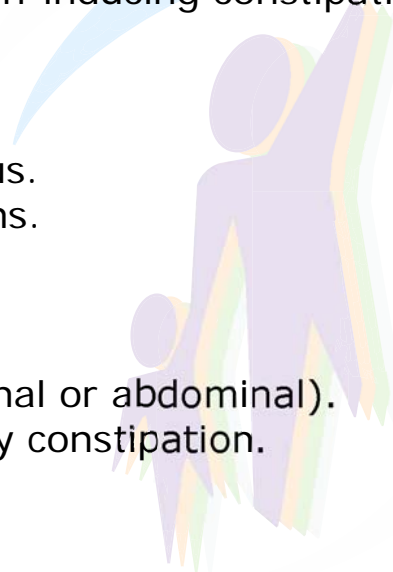 inducing constipati
us.
ns.
nal or abdominal).
y constipation.